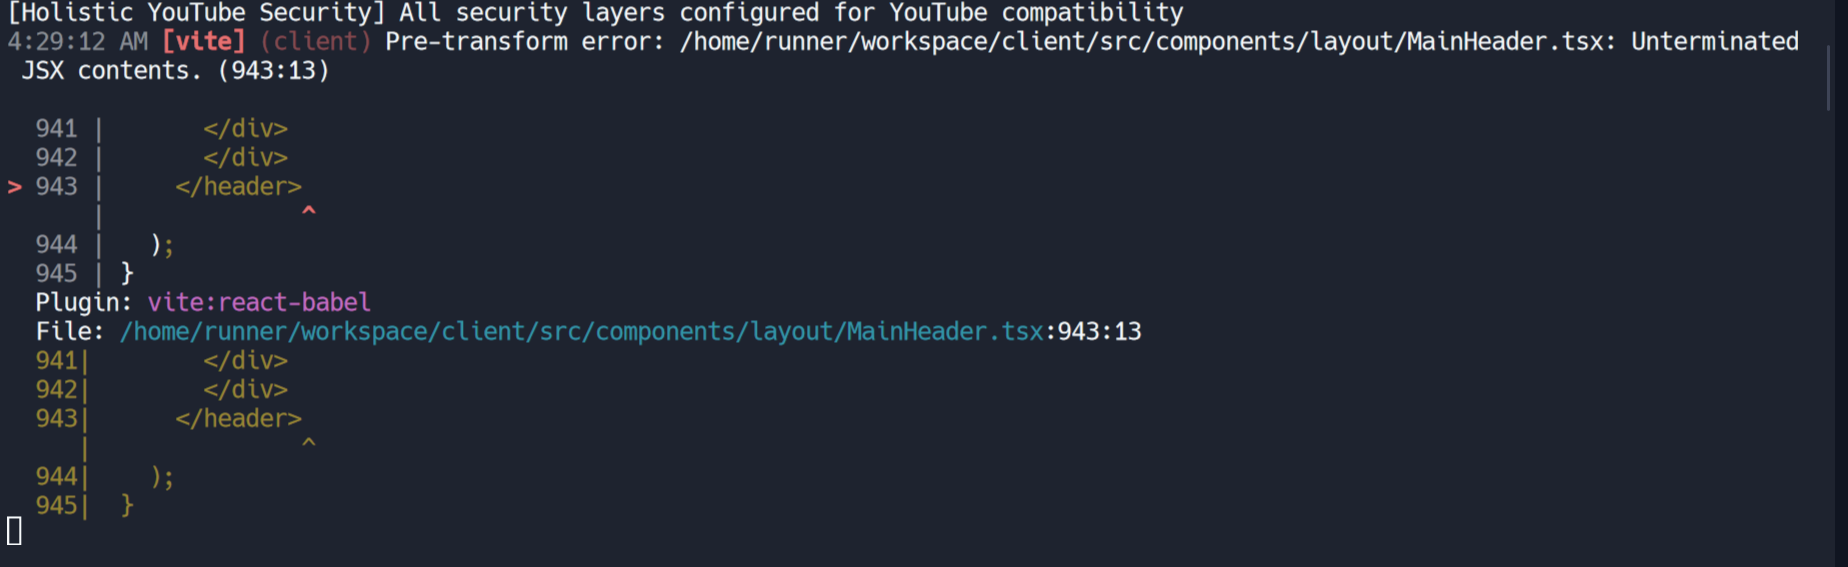 [Holistic YouTube Security] All security layers configured for YouTube compatibility
4:29:12 AM [vite] (client) Pre-transform error: /home/runner/workspace/client/src/components/layout/MainHeader.tsx: Unterminated
 JSX contents. (943:13)

  941 |       </div>
  942 |       </div>
> 943 |     </header>
      |              ^
  944 |   );
  945 | }
  Plugin: vite:react-babel
  File: /home/runner/workspace/client/src/components/layout/MainHeader.tsx:943:13
  941|        </div>
  942|        </div>
  943|      </header>
     |               ^
  944|    );
  945|  }